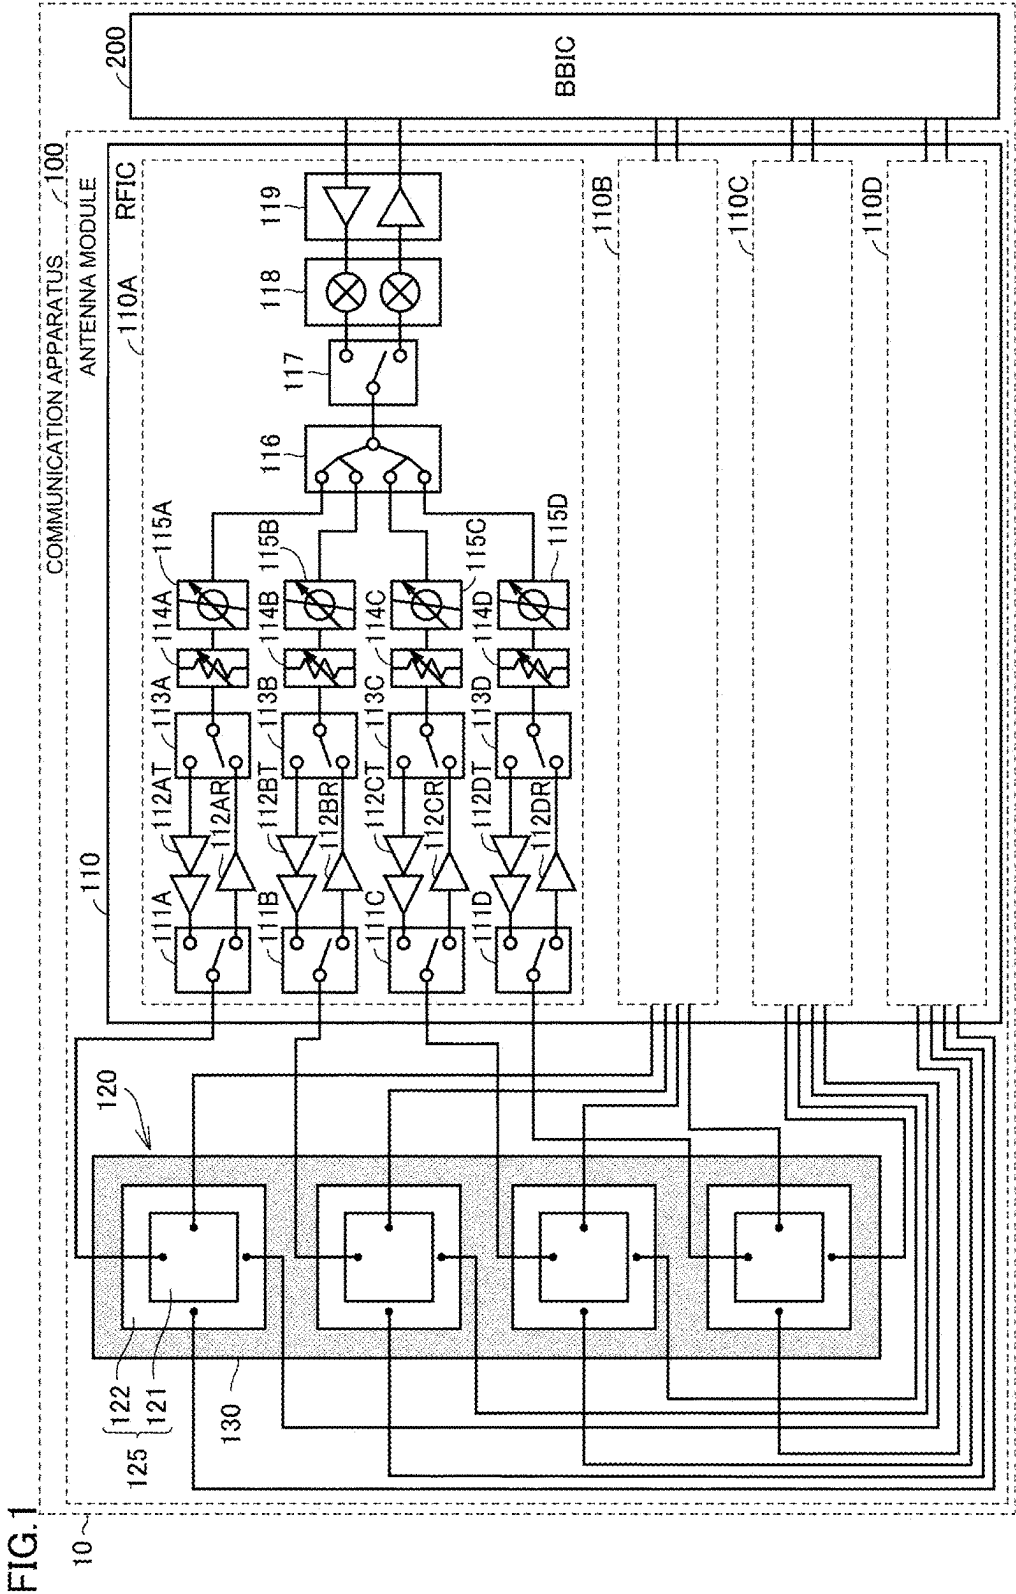 FIG.1
10
COMMUNICATION APPARATUS
100
200
ANTENNA MODULE
110
RFIC
110A
BBIC
120
122
121
125
130
111A
112AT
112AR
113A
114A
115A
111B
112BT
112BR
113B
114B
115B
111C
112CT
112CR
113C
114C
115C
111D
112DT
112DR
113D
114D
115D
116
117
118
119
110B
110C
110D